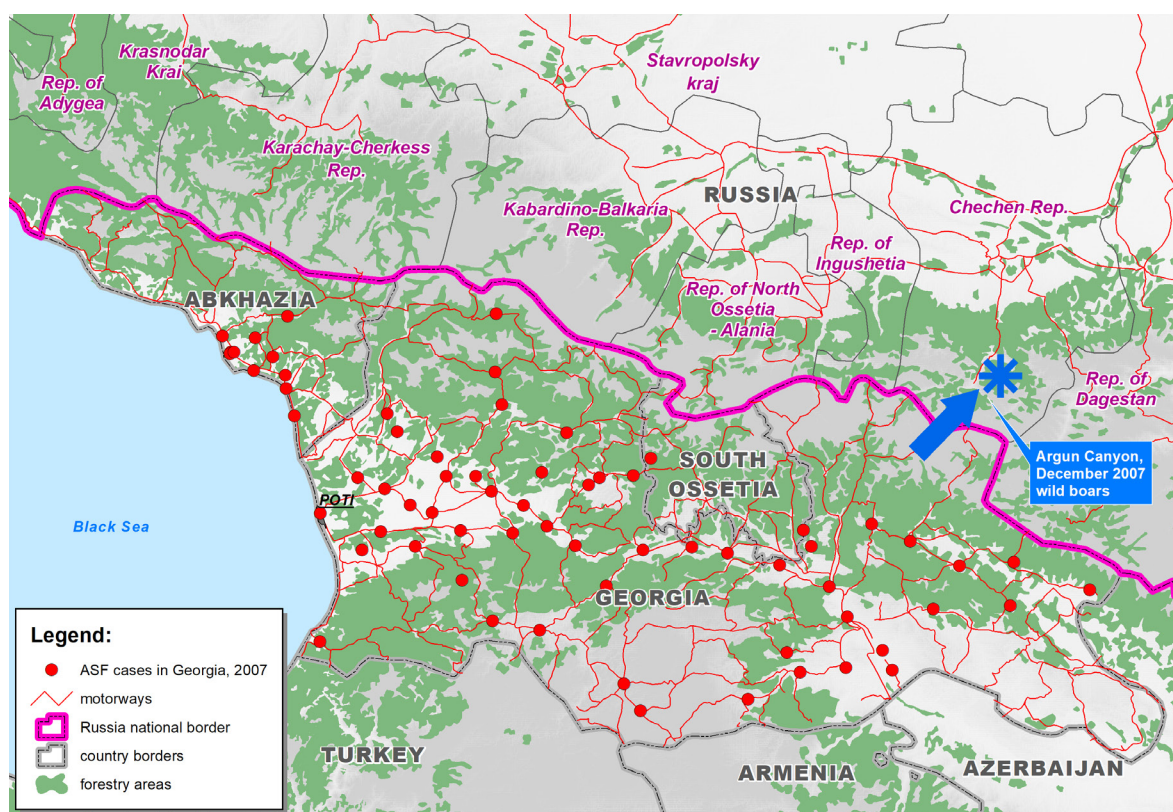 Krasnodar
Krai
Rep. of
Adygea
Stavropolsky
kraj
Karachay-Cherkess
Rep.
RUSSIA
Kabardino-Balkaria
Rep.
Chechen Rep.
Rep. of
Ingushetia
Rep. of North
Ossetia
- Alania
ABKHAZIA
Rep. of
Dagestan
Argun Canyon,
December 2007
wild boars
SOUTH
OSSETIA
POTI
Black Sea
GEORGIA
Legend:
ASF cases in Georgia, 2007
motorways
Russia national border
country borders
forestry areas
TURKEY
ARMENIA
AZERBAIJAN